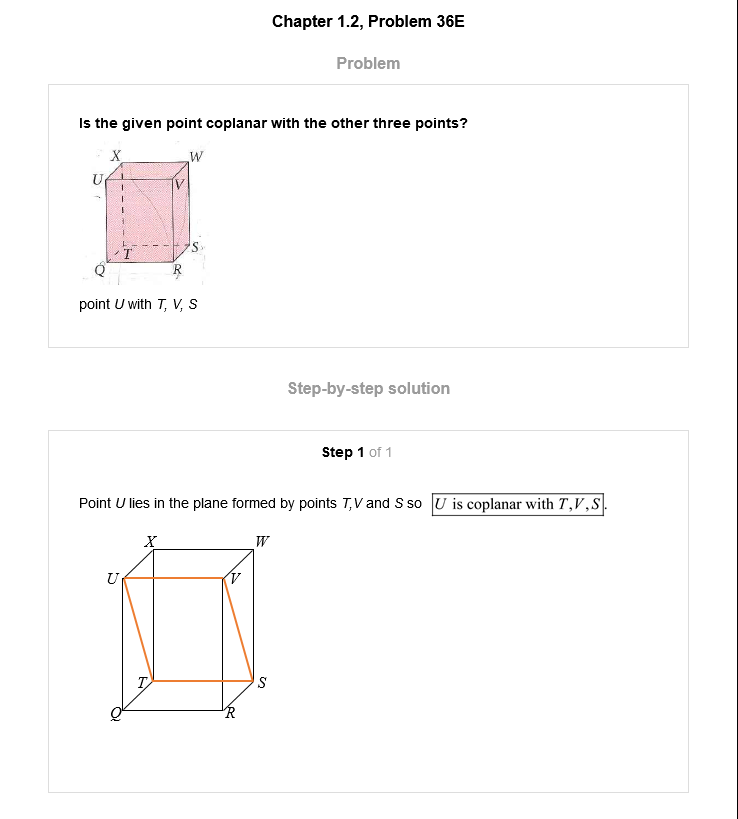 Chapter 1.2, Problem 36E
Problem
Is the given point coplanar with the other three points?
X W
U V
T S
Q R
point U with T, V, S
Step-by-step solution
Step 1 of 1
Point U lies in the plane formed by points T,V and S so U is coplanar with T,V,S.
X W
U V
T S
Q R